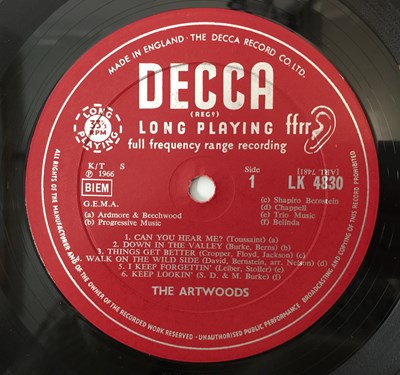 MADE IN ENGLAND · THE DECCA RECORD CO. LTD.
DECCA
(REGᴰ)
LONG PLAYING
ffrr
full frequency range recording
LONG PLAYING
33⅓ RPM
K/T S
℗ 1966
BIEM
G.E.M.A.
(a) Ardmore & Beechwood
(b) Progressive Music
Side
1
(ARL 7481)
LK 4830
(c) Shapiro Bernstein
(d) Chappell
(e) Trio Music
(f) Belinda
1. CAN YOU HEAR ME? (Toussaint) (a)
2. DOWN IN THE VALLEY (Burke, Berns) (b)
3. THINGS GET BETTER (Cropper, Floyd, Jackson) (c)
WALK ON THE WILD SIDE (David, Bernstein, arr. Nelson) (d)
5. I KEEP FORGETTIN' (Leiber, Stoller) (e)
6. KEEP LOOKIN' (S. D. & M. Burke) (f)
THE ARTWOODS
ALL RIGHTS OF THE MANUFACTURER AND OF THE OWNER OF THE RECORDED WORK RESERVED · UNAUTHORISED PUBLIC PERFORMANCE BROADCASTING AND COPYING OF THIS RECORD PROHIBITED